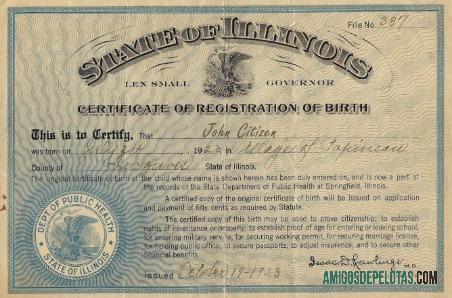 File No. 387
STATE OF ILLINOIS
LEN SMALL GOVERNOR
CERTIFICATE OF REGISTRATION OF BIRTH
This is to Certify, That John Citizen
was born on July 24 1923 in Village of Papineau
County of Iroquois State of Illinois.
The original certificate of birth of the child whose name is shown herein has been duly entered on, and is now a part of
the records of the State Department of Public Health at Springfield, Illinois.
A certified copy of the original certificate of birth will be issued on application
and payment of fifty cents as required by Statute.
The certified copy of this birth may be used to prove citizenship; to establish
rights of inheritance or property; to establish proof of age for entering or leaving school,
for entering military service, for securing working permit, for securing marriage license,
for holding public office; to secure passports; to adjust insurance, and to secure other
financial benefits.
DEPT OF PUBLIC HEALTH
STATE OF ILLINOIS
Issued October 19-1923
Isaac D. Rawlings M.D.
AMIGOSDEPELOTAS.COM